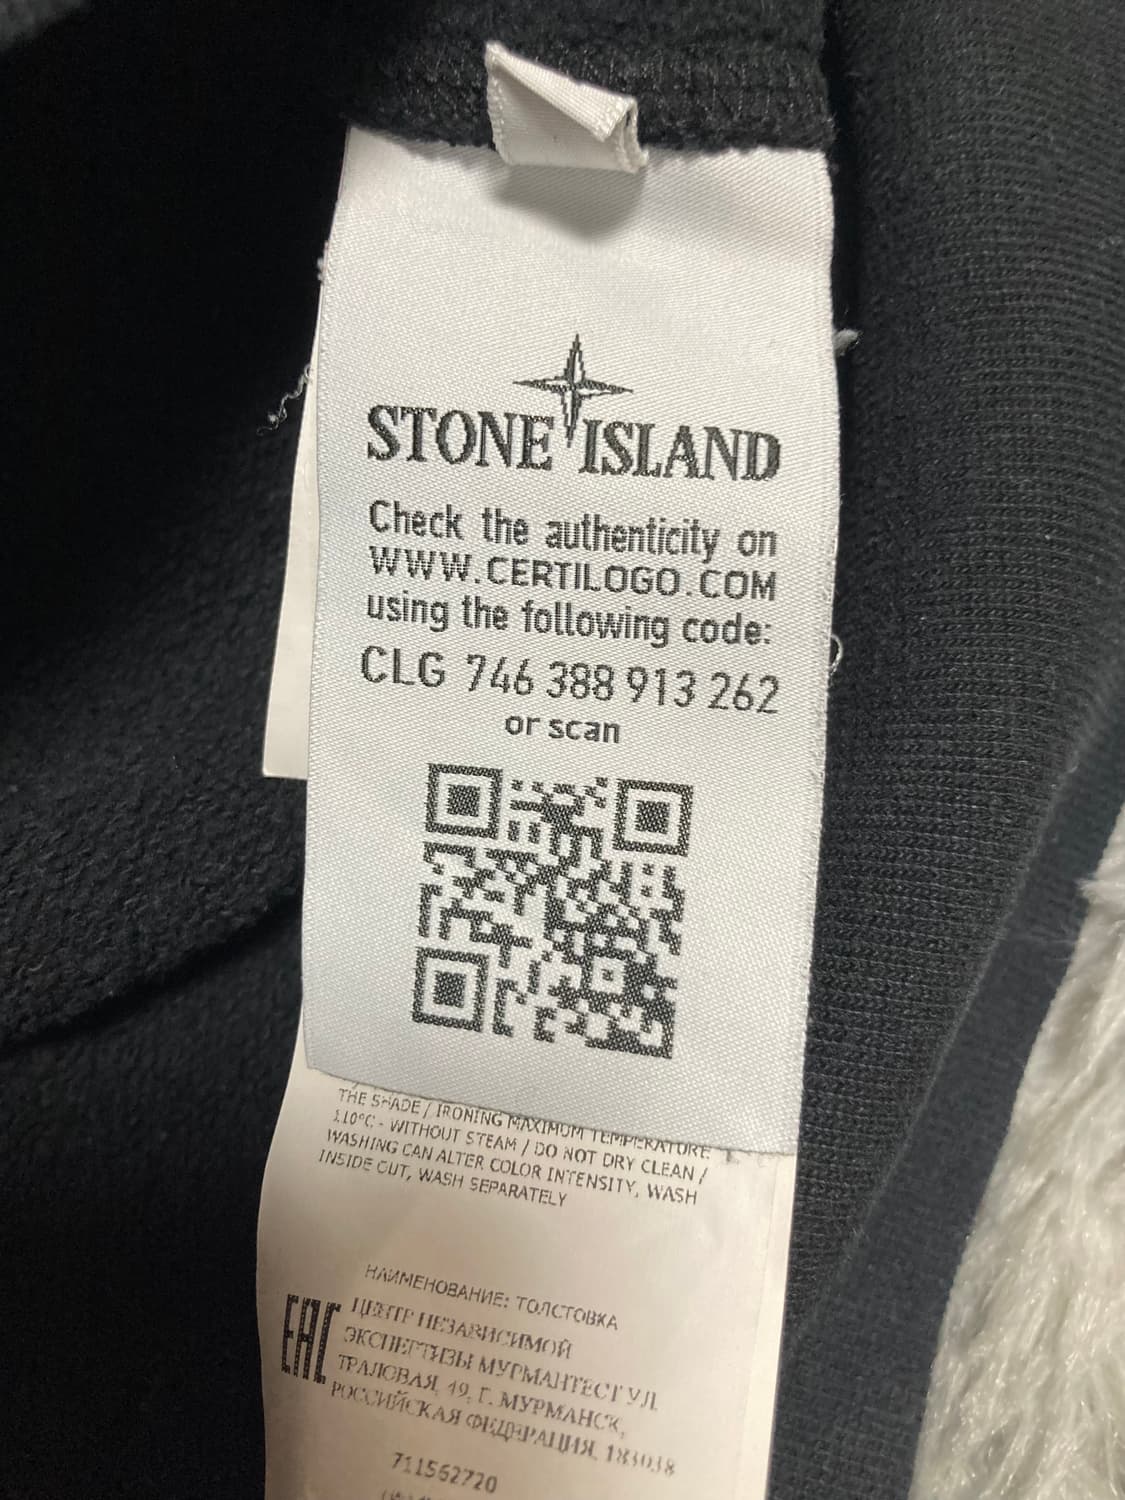 STONE ISLAND
Check the authenticity on
WWW.CERTILOGO.COM
using the following code:
CLG 746 388 913 262
or scan
THE SHADE / IRONING MAXIMUM TEMPERATURE
110°C - WITHOUT STEAM / DO NOT DRY CLEAN /
WASHING CAN ALTER COLOR INTENSITY, WASH
INSIDE OUT, WASH SEPARATELY
НАИМЕНОВАНИЕ: ТОЛСТОВКА
EAC
ЦЕНТР НЕЗАВИСИМОЙ
ЭКСПЕРТИЗЫ МУРМАНТЕСТ УЛ.
ТРАЛОВАЯ, 19, Г. МУРМАНСК,
РОССИЙСКАЯ ФЕДЕРАЦИЯ, 183038
711562720